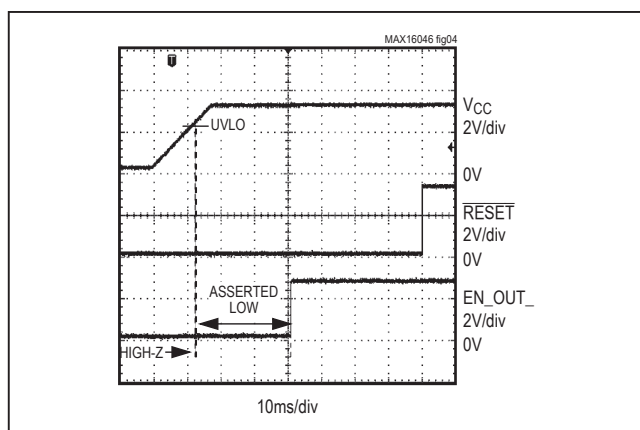 MAX16046 fig04
T
UVLO
VCC
2V/div
0V
RESET
2V/div
0V
ASSERTED
LOW
EN_OUT_
2V/div
0V
HIGH-Z
10ms/div